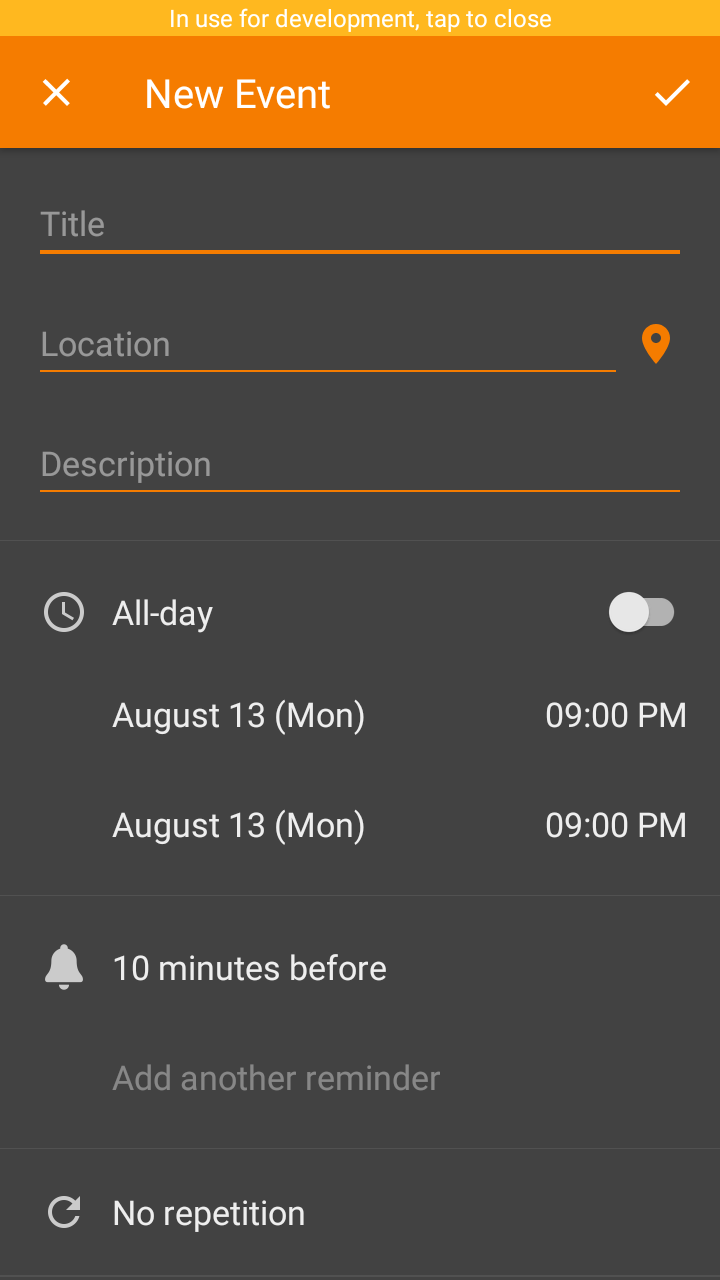 In use for development, tap to close
New Event
Title
Location
Description
All-day
August 13 (Mon) 09:00 PM
August 13 (Mon) 09:00 PM
10 minutes before
Add another reminder
No repetition